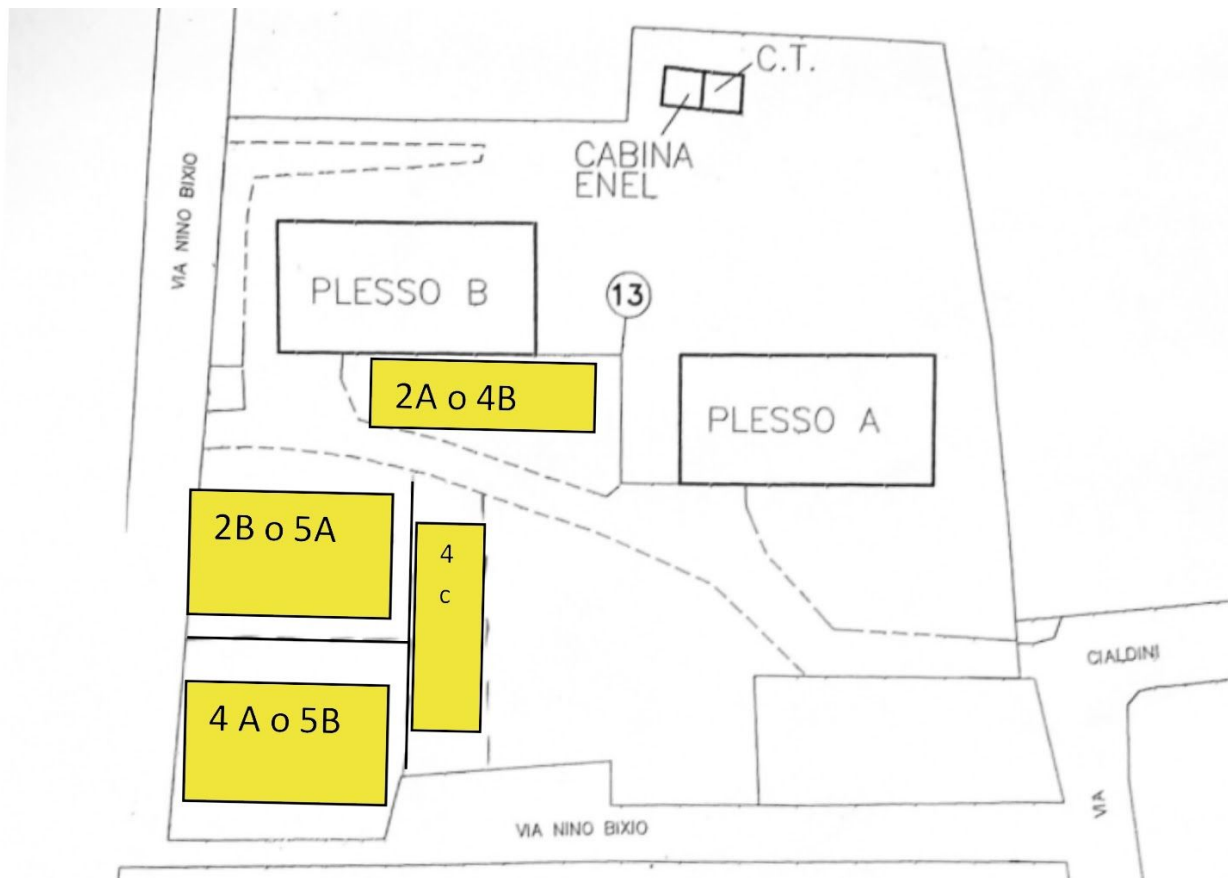 C.T.
CABINA
ENEL
VIA NINO BIXIO
PLESSO B
13
2A o 4B
PLESSO A
2B o 5A
4
c
CIALDINI
4 A o 5B
VIA
VIA NINO BIXIO